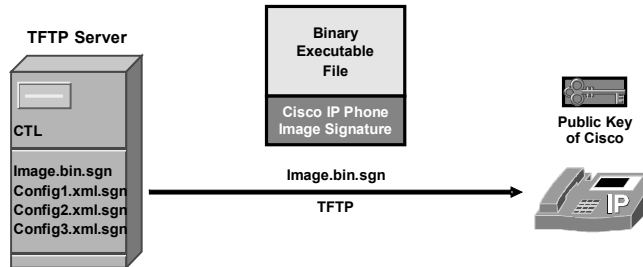 TFTP Server
CTL
Image.bin.sgn
Config1.xml.sgn
Config2.xml.sgn
Config3.xml.sgn
Binary
Executable
File
Cisco IP Phone
Image Signature
Image.bin.sgn
TFTP
Public Key
of Cisco
IP